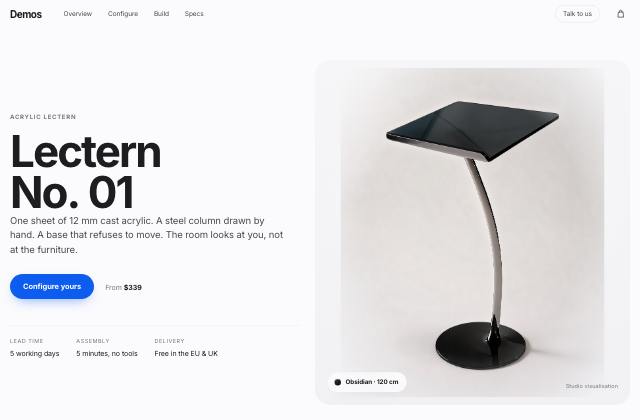 Demos
Overview
Configure
Build
Specs
Talk to us
ACRYLIC LECTERN
Lectern
No. 01
One sheet of 12 mm cast acrylic. A steel column drawn by
hand. A base that refuses to move. The room looks at you, not
at the furniture.
Configure yours
From $339
LEAD TIME
5 working days
ASSEMBLY
5 minutes, no tools
DELIVERY
Free in the EU & UK
Obsidian · 120 cm
Studio visualisation